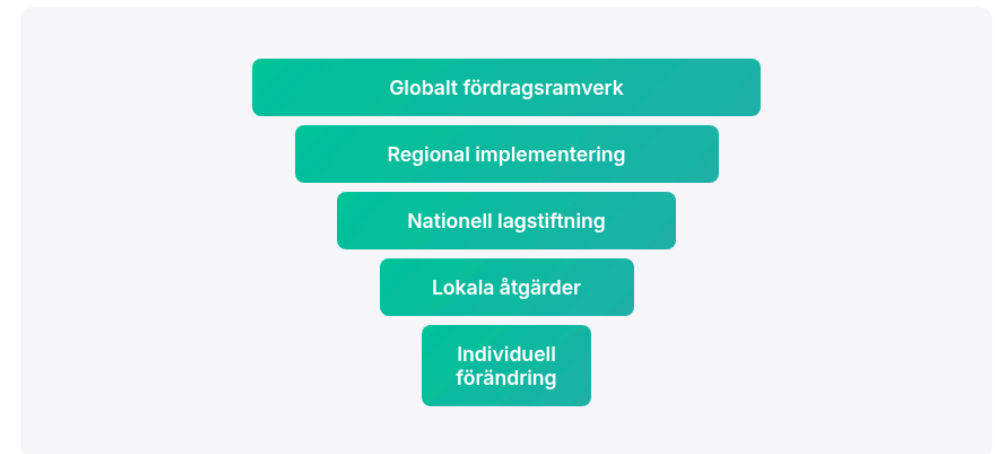 Globalt fördragsramverk
Regional implementering
Nationell lagstiftning
Lokala åtgärder
Individuell
förändring